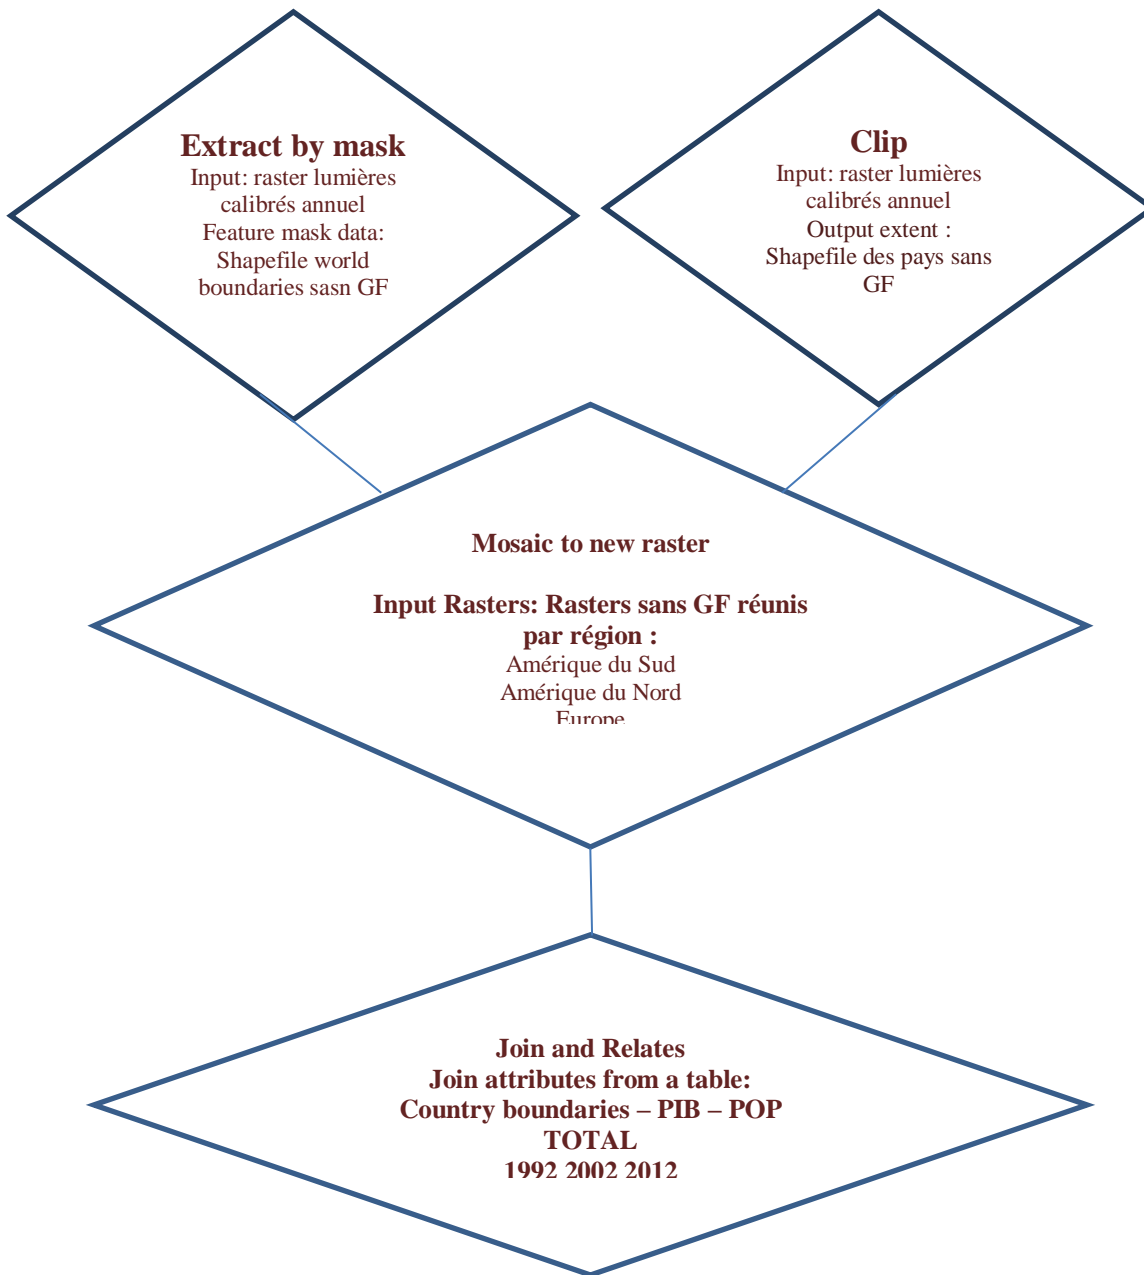 Extract by mask
Input: raster lumières
calibrés annuel
Feature mask data:
Shapefile world
boundaries sasn GF
Clip
Input: raster lumières
calibrés annuel
Output extent :
Shapefile des pays sans
GF
Mosaic to new raster
Input Rasters: Rasters sans GF réunis
par région :
Amérique du Sud
Amérique du Nord
Europe
Join and Relates
Join attributes from a table:
Country boundaries – PIB – POP
TOTAL
1992 2002 2012